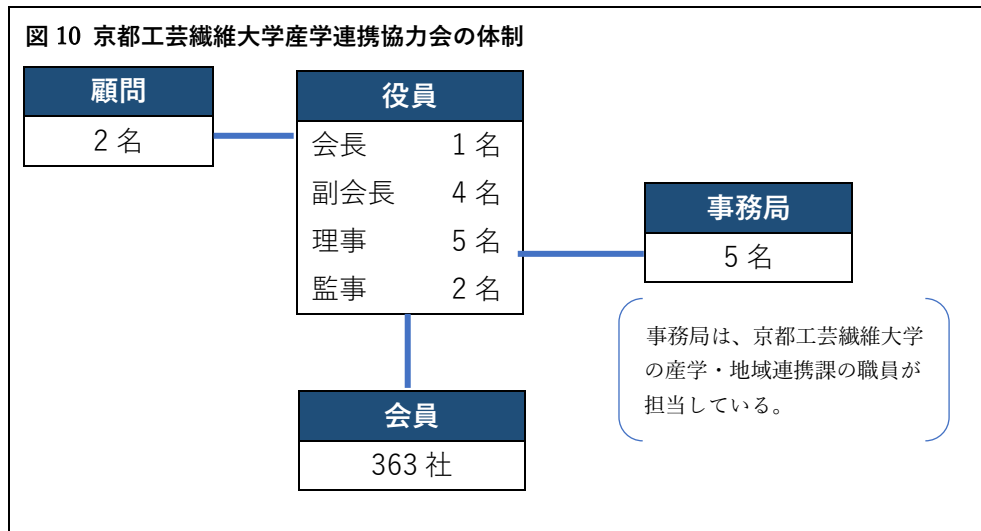 図 10 京都工芸繊維大学産学連携協力会の体制
顧問
2 名
役員
会長 1 名
副会長 4 名
理事 5 名
監事 2 名
事務局
5 名
事務局は、京都工芸繊維大学
の産学・地域連携課の職員が
担当している。
会員
363 社